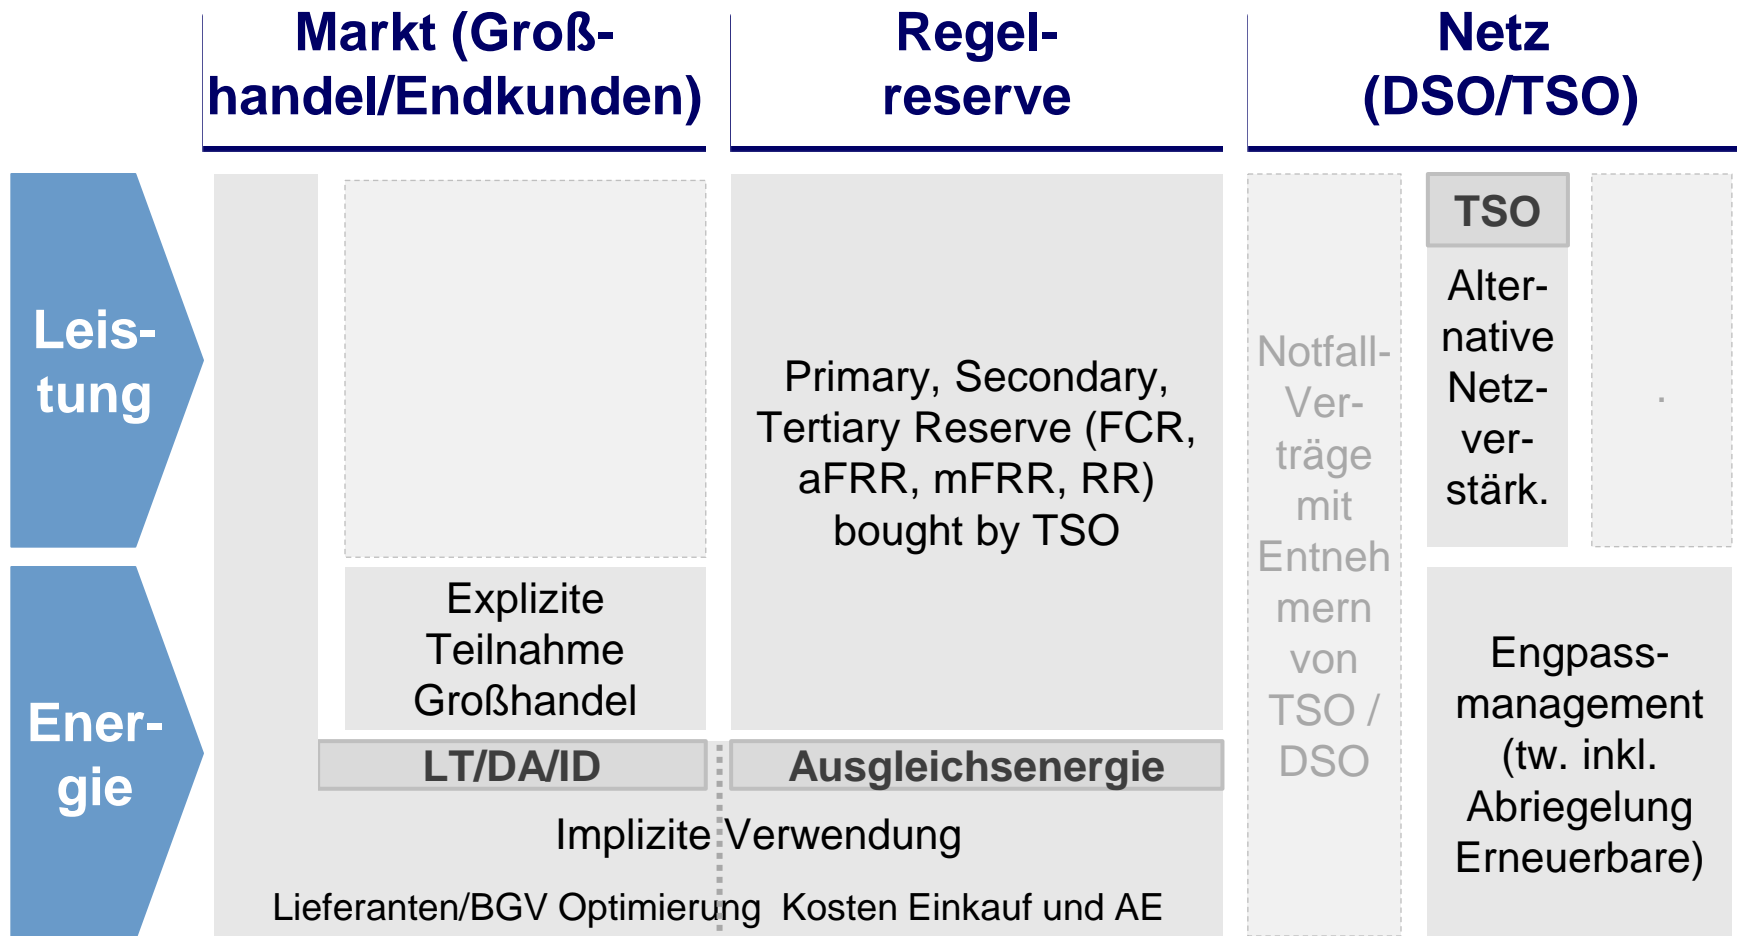 Markt (Groß-
handel/Endkunden)
Regel-
reserve
Netz
(DSO/TSO)
Leis-
tung
Ener-
gie
Explizite
Teilnahme
Großhandel
LT/DA/ID
Primary, Secondary,
Tertiary Reserve (FCR,
aFRR, mFRR, RR)
bought by TSO
Ausgleichsenergie
Implizite Verwendung
Lieferanten/BGV Optimierung Kosten Einkauf und AE
Notfall-
Ver-
träge
mit
Entneh
mern
von
TSO /
DSO
TSO
Alter-
native
Netz-
ver-
stärk.
.
Engpass-
management
(tw. inkl.
Abriegelung
Erneuerbare)